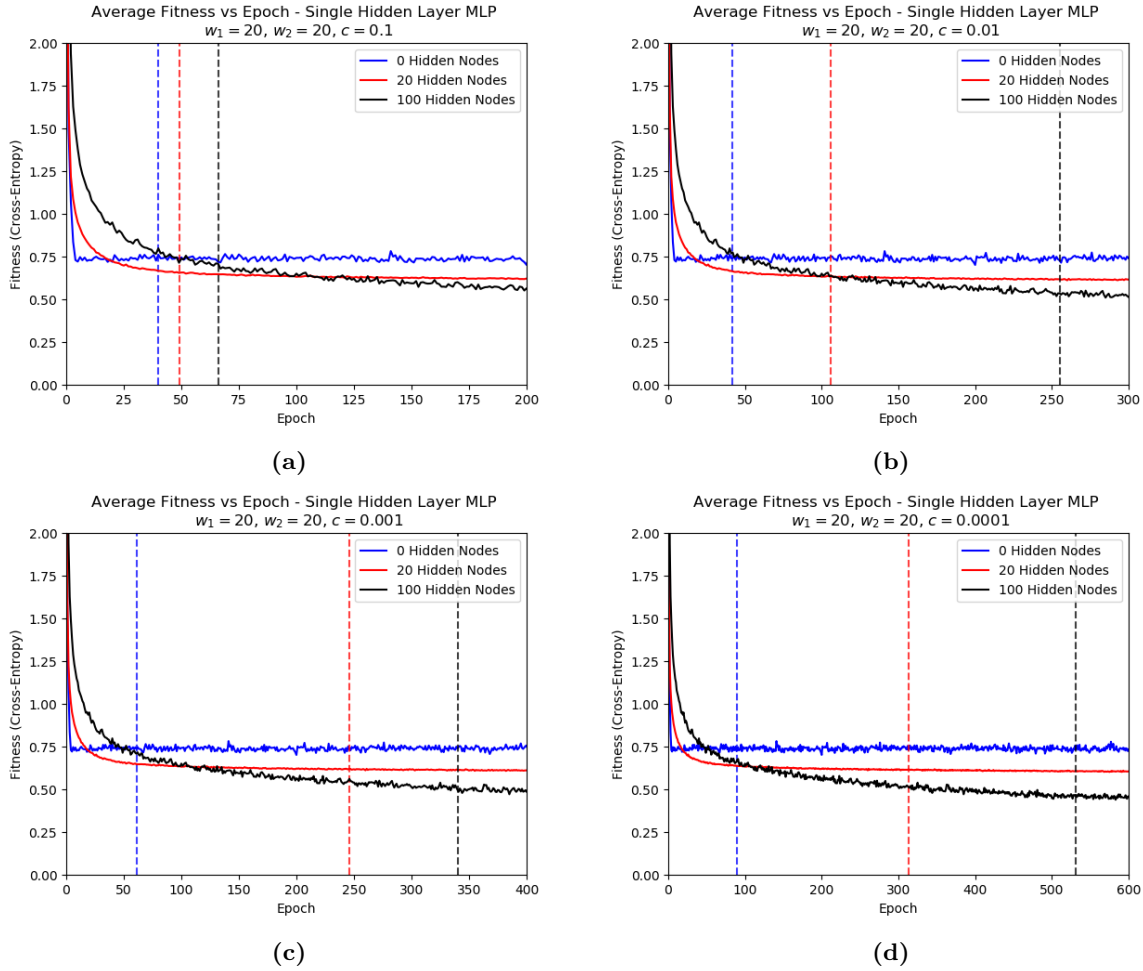 Average Fitness vs Epoch - Single Hidden Layer MLP
w₁ = 20, w₂ = 20, c = 0.1
2.00
1.75
1.50
1.25
1.00
0.75
0.50
0.25
0.00
Fitness (Cross-Entropy)
0 Hidden Nodes
20 Hidden Nodes
100 Hidden Nodes
0 25 50 75 100 125 150 175 200
Epoch
(a)
Average Fitness vs Epoch - Single Hidden Layer MLP
w₁ = 20, w₂ = 20, c = 0.01
2.00
1.75
1.50
1.25
1.00
0.75
0.50
0.25
0.00
Fitness (Cross-Entropy)
0 Hidden Nodes
20 Hidden Nodes
100 Hidden Nodes
0 50 100 150 200 250 300
Epoch
(b)
Average Fitness vs Epoch - Single Hidden Layer MLP
w₁ = 20, w₂ = 20, c = 0.001
2.00
1.75
1.50
1.25
1.00
0.75
0.50
0.25
0.00
Fitness (Cross-Entropy)
0 Hidden Nodes
20 Hidden Nodes
100 Hidden Nodes
0 50 100 150 200 250 300 350 400
Epoch
(c)
Average Fitness vs Epoch - Single Hidden Layer MLP
w₁ = 20, w₂ = 20, c = 0.0001
2.00
1.75
1.50
1.25
1.00
0.75
0.50
0.25
0.00
Fitness (Cross-Entropy)
0 Hidden Nodes
20 Hidden Nodes
100 Hidden Nodes
0 100 200 300 400 500 600
Epoch
(d)